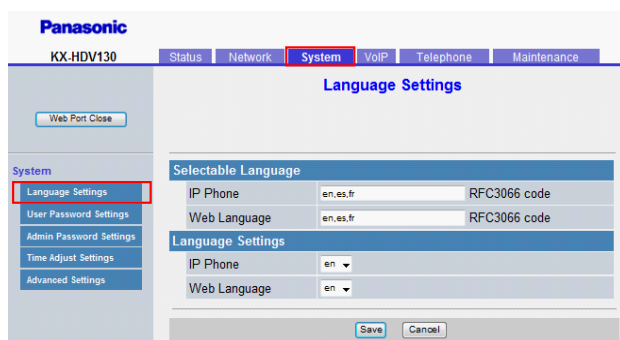 Panasonic
KX-HDV130
Status Network System VoIP Telephone Maintenance
Language Settings
Web Port Close
System
Language Settings
User Password Settings
Admin Password Settings
Time Adjust Settings
Advanced Settings
Selectable Language
IP Phone en,es,fr RFC3066 code
Web Language en,es,fr RFC3066 code
Language Settings
IP Phone en
Web Language en
Save Cancel